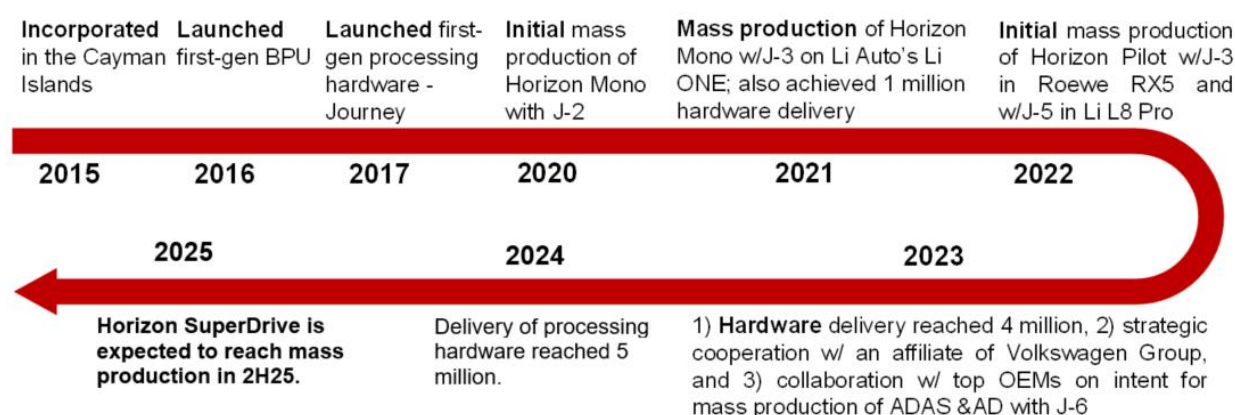 Incorporated
in the Cayman
Islands
Launched
first-gen BPU
Launched first-
gen processing
hardware -
Journey
Initial mass
production of
Horizon Mono
with J-2
Mass production of Horizon
Mono w/J-3 on Li Auto's Li
ONE; also achieved 1 million
hardware delivery
Initial mass production
of Horizon Pilot w/J-3
in Roewe RX5 and
w/J-5 in Li L8 Pro
2015
2016
2017
2020
2021
2022
2023
1) Hardware delivery reached 4 million, 2) strategic
cooperation w/ an affiliate of Volkswagen Group,
and 3) collaboration w/ top OEMs on intent for
mass production of ADAS &AD with J-6
2024
Delivery of processing
hardware reached 5
million.
2025
Horizon SuperDrive is
expected to reach mass
production in 2H25.